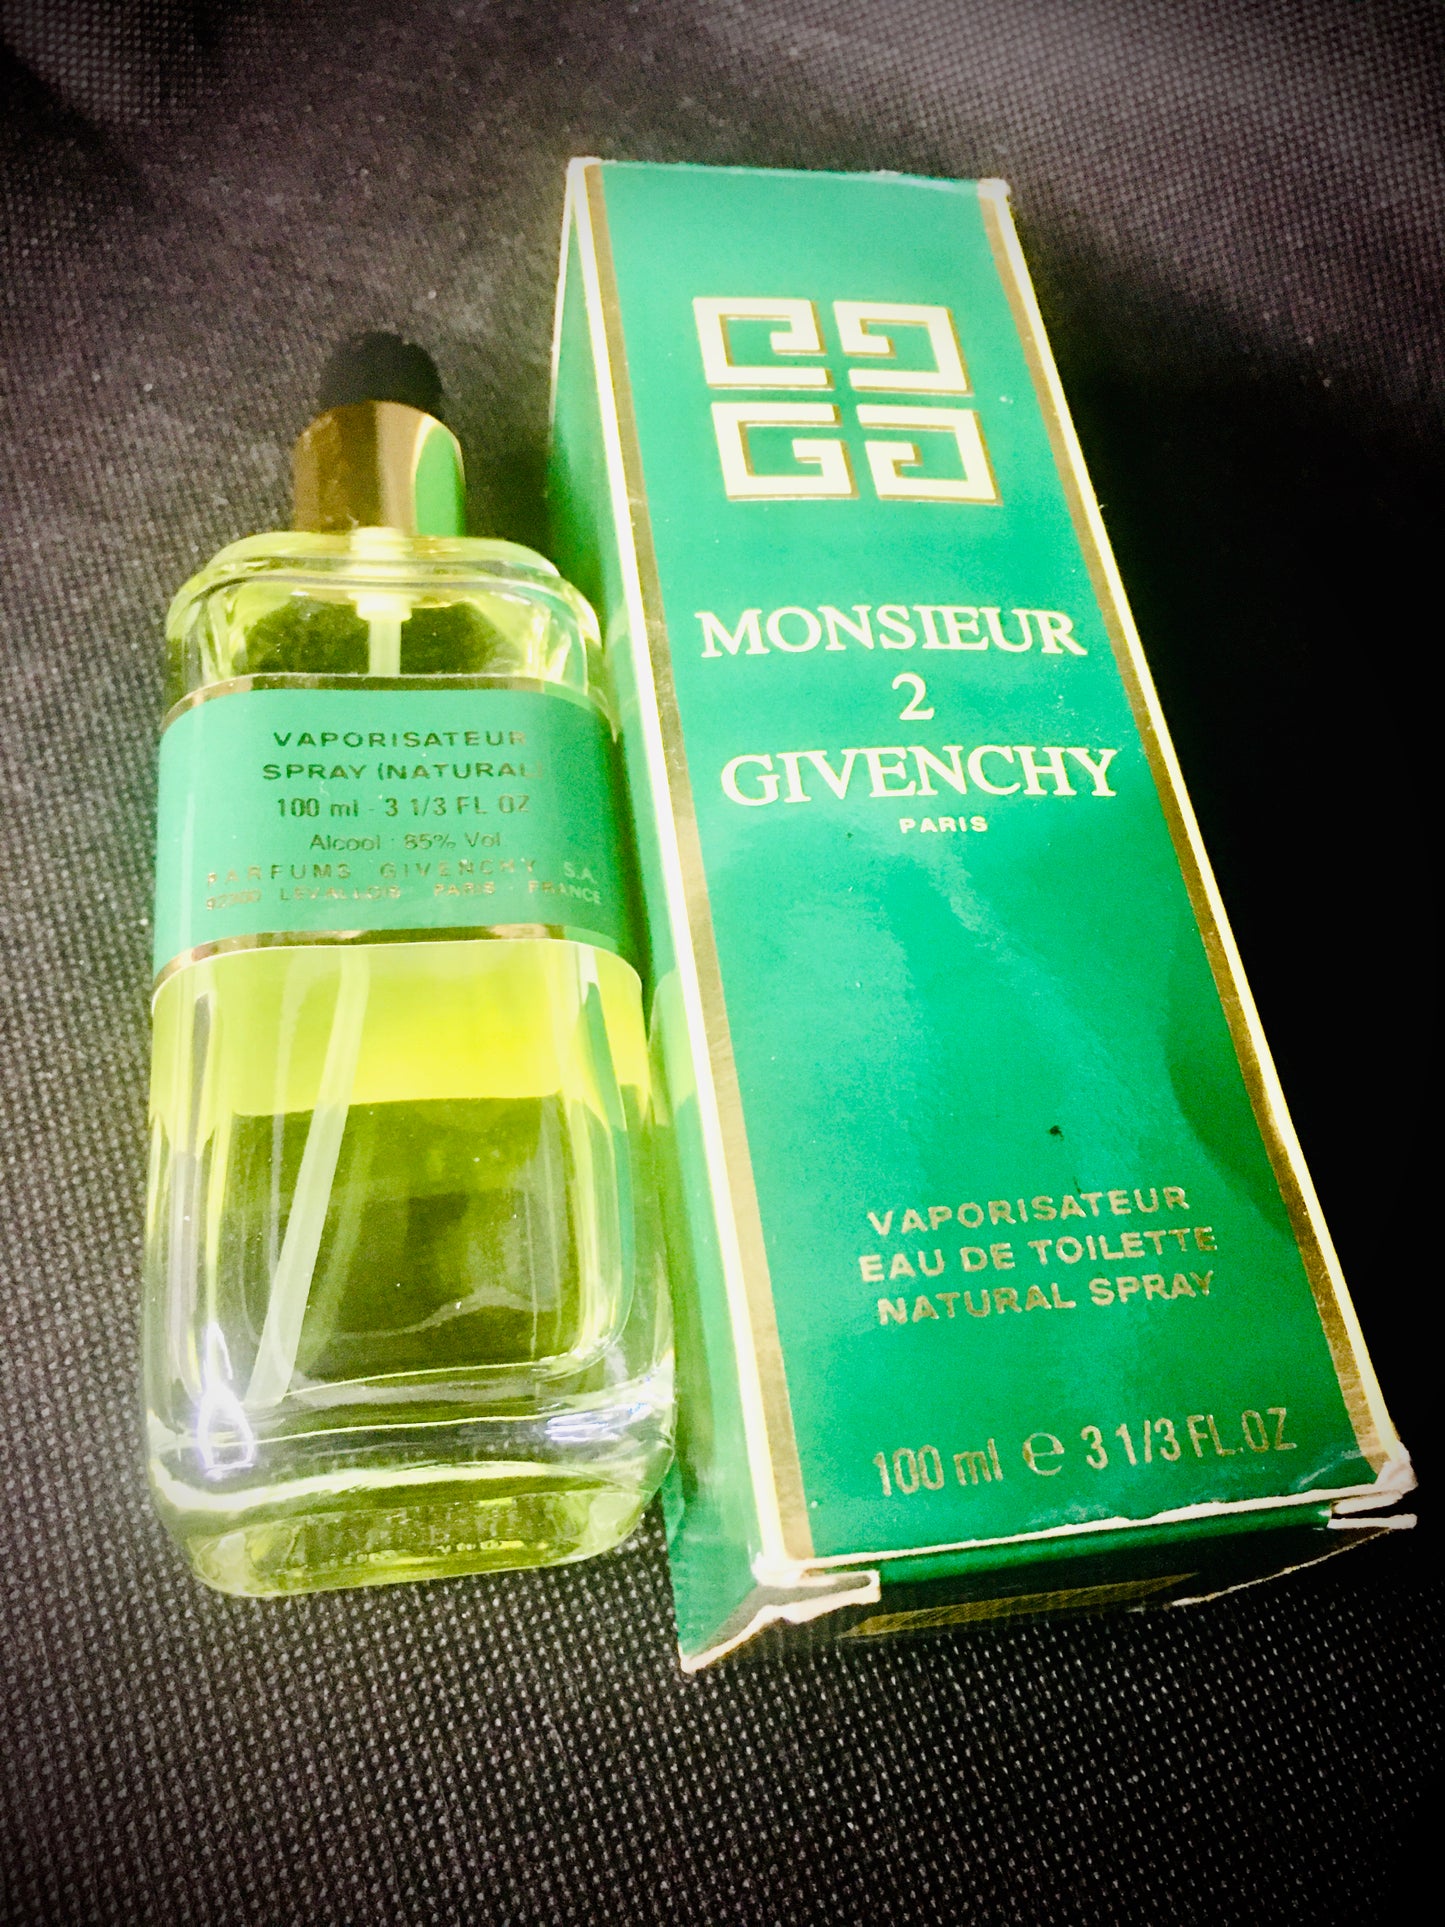 VAPORISATEUR
SPRAY (NATURAL)
100 ml - 3 1/3 FL OZ
Alcool : 85% Vol.
PARFUMS GIVENCHY S.A.
92300 LEVALLOIS PARIS - FRANCE
MONSIEUR
2
GIVENCHY
PARIS
VAPORISATEUR
EAU DE TOILETTE
NATURAL SPRAY
100 ml e 3 1/3 FL.OZ